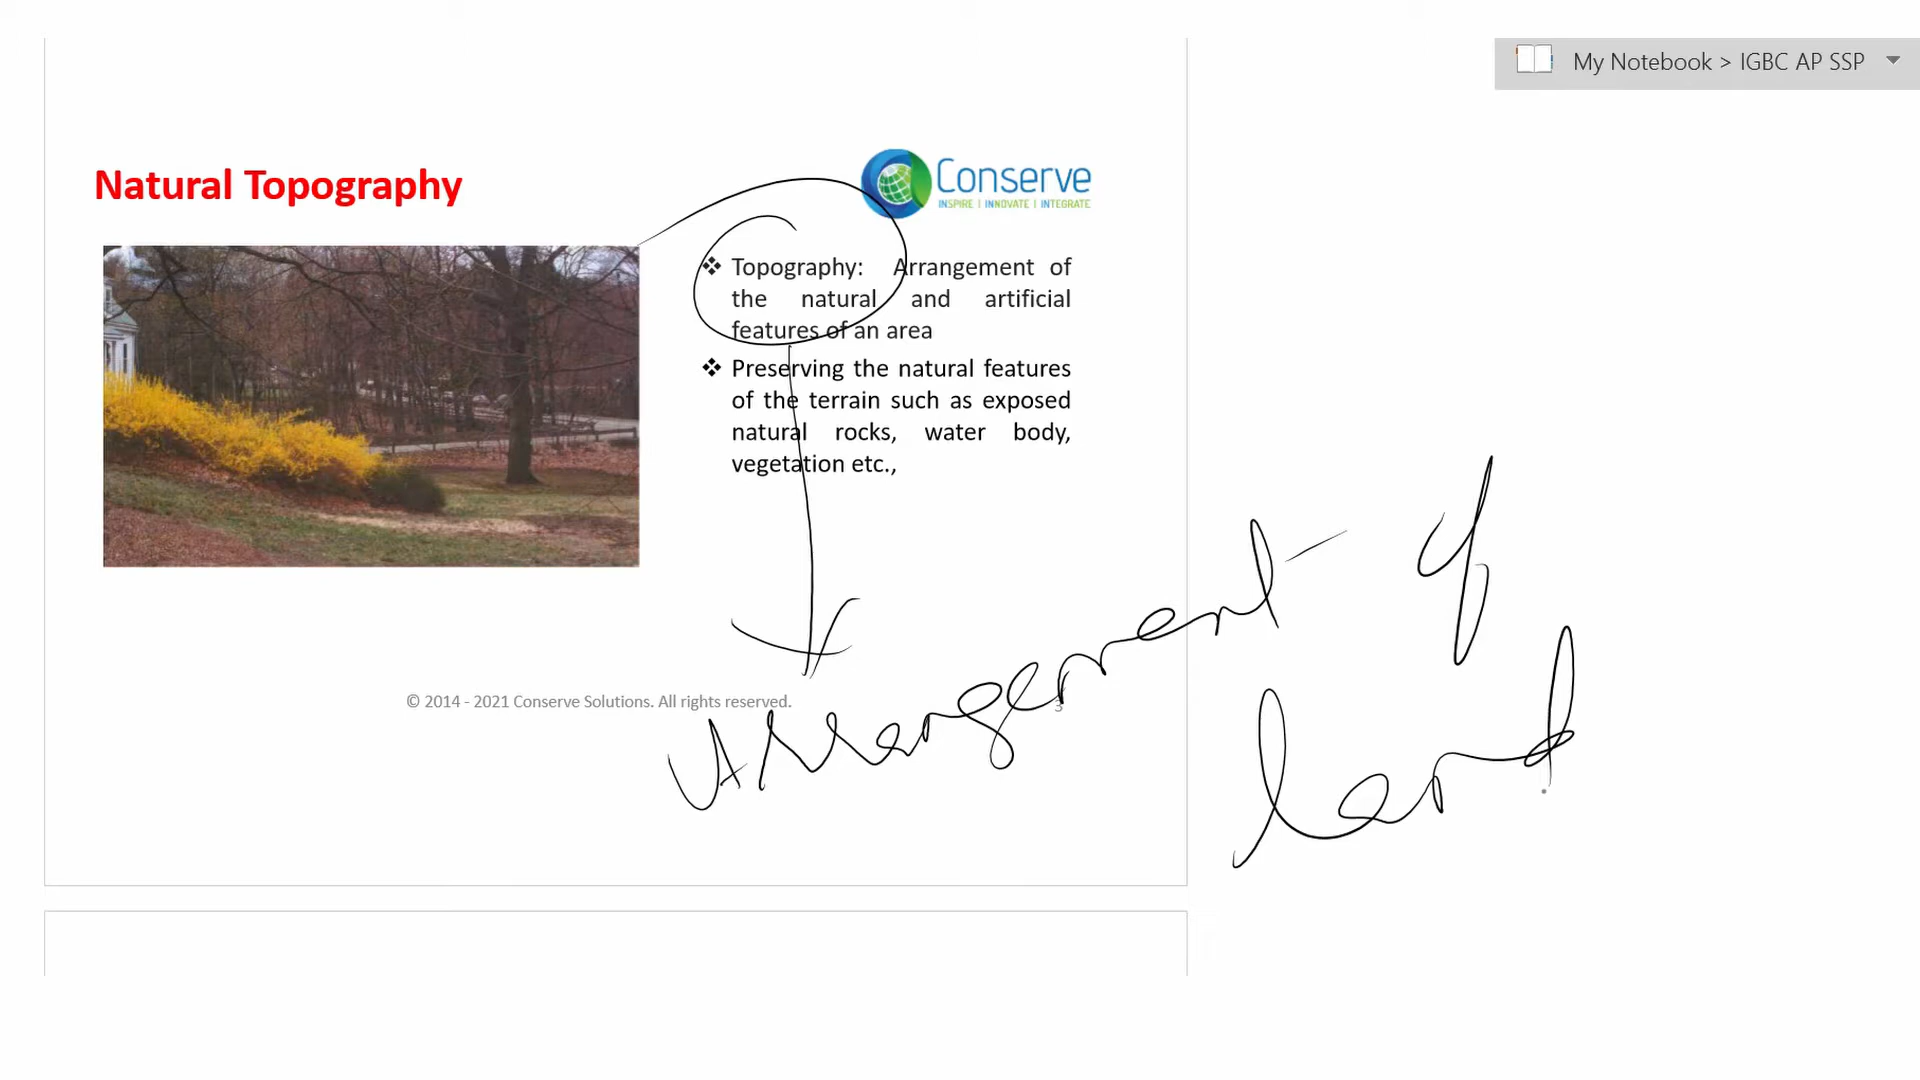 My Notebook > IGBC AP SSP
Natural Topography
Conserve
INSPIRE | INNOVATE | INTEGRATE
❖ Topography: Arrangement of
the natural and artificial
features of an area
❖ Preserving the natural features
of the terrain such as exposed
natural rocks, water body,
vegetation etc.,
Arrangement of
land
© 2014 - 2021 Conserve Solutions. All rights reserved.
3